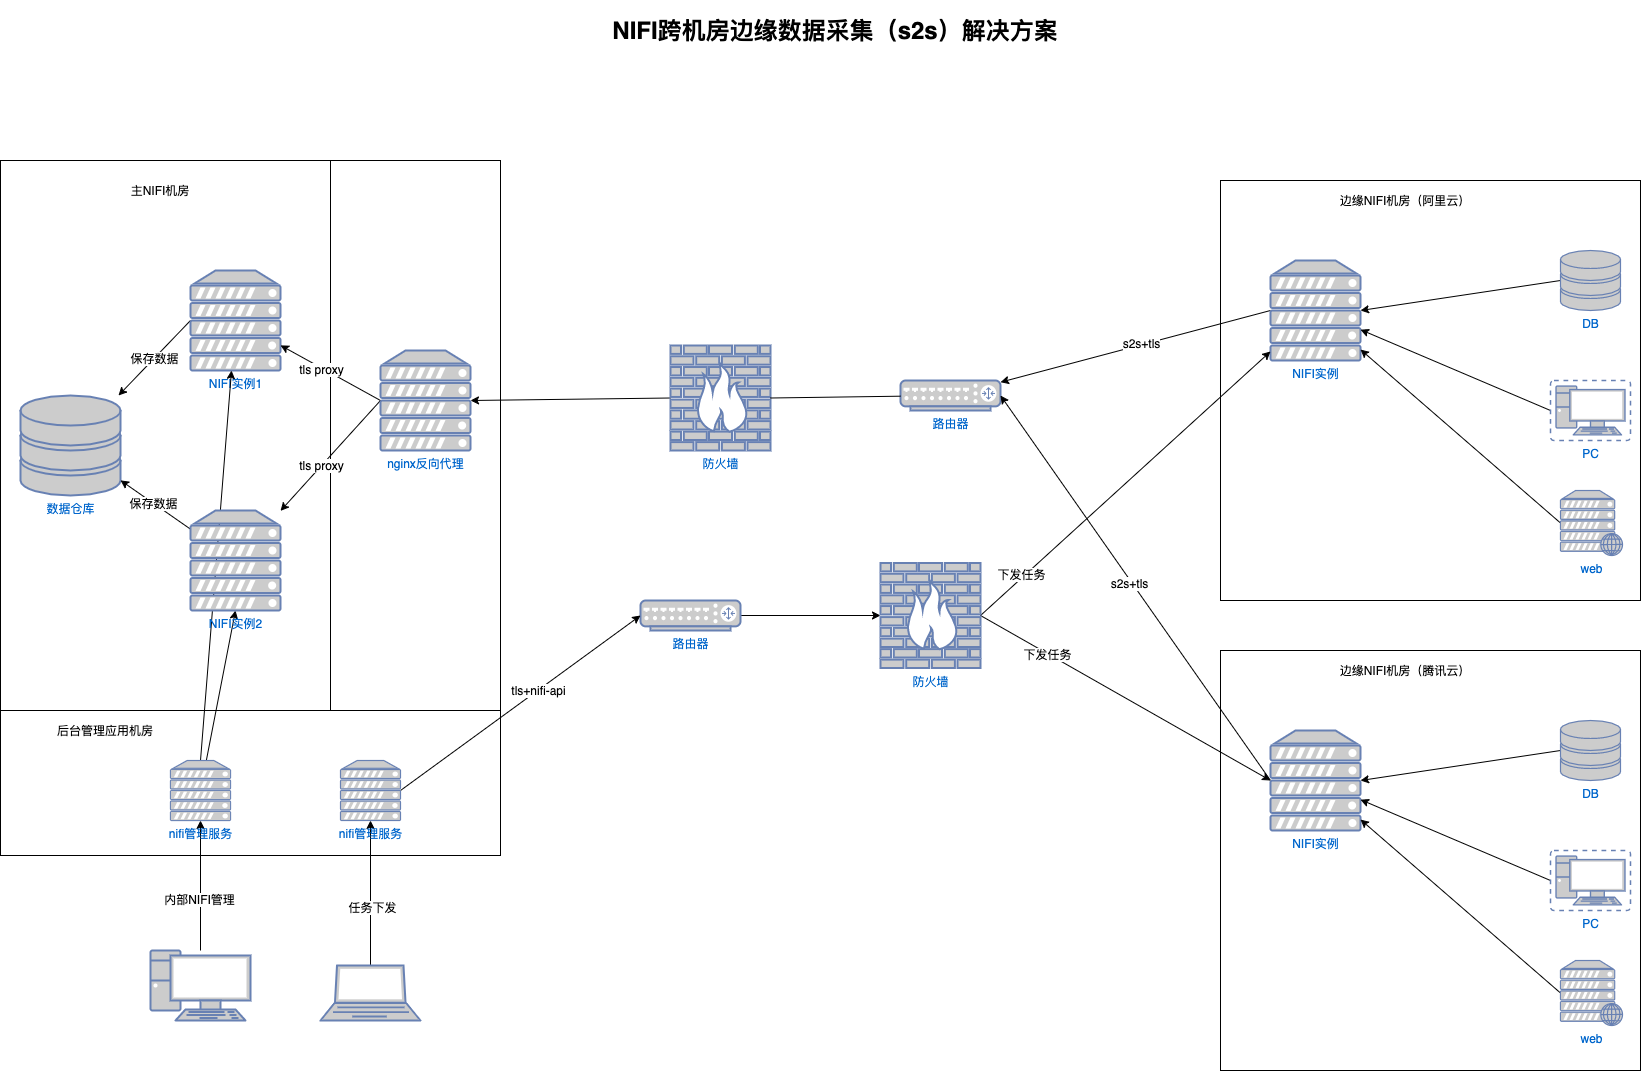 NIFI跨机房边缘数据采集（s2s）解决方案
主NIFI机房
NIFI实例1
保存数据
数据仓库
保存数据
NIFI实例2
tls proxy
tls proxy
nginx反向代理
防火墙
路由器
s2s+tls
边缘NIFI机房（阿里云）
NIFI实例
DB
PC
web
路由器
防火墙
下发任务
下发任务
s2s+tls
tls+nifi-api
后台管理应用机房
nifi管理服务
nifi管理服务
内部NIFI管理
任务下发
边缘NIFI机房（腾讯云）
NIFI实例
DB
PC
web